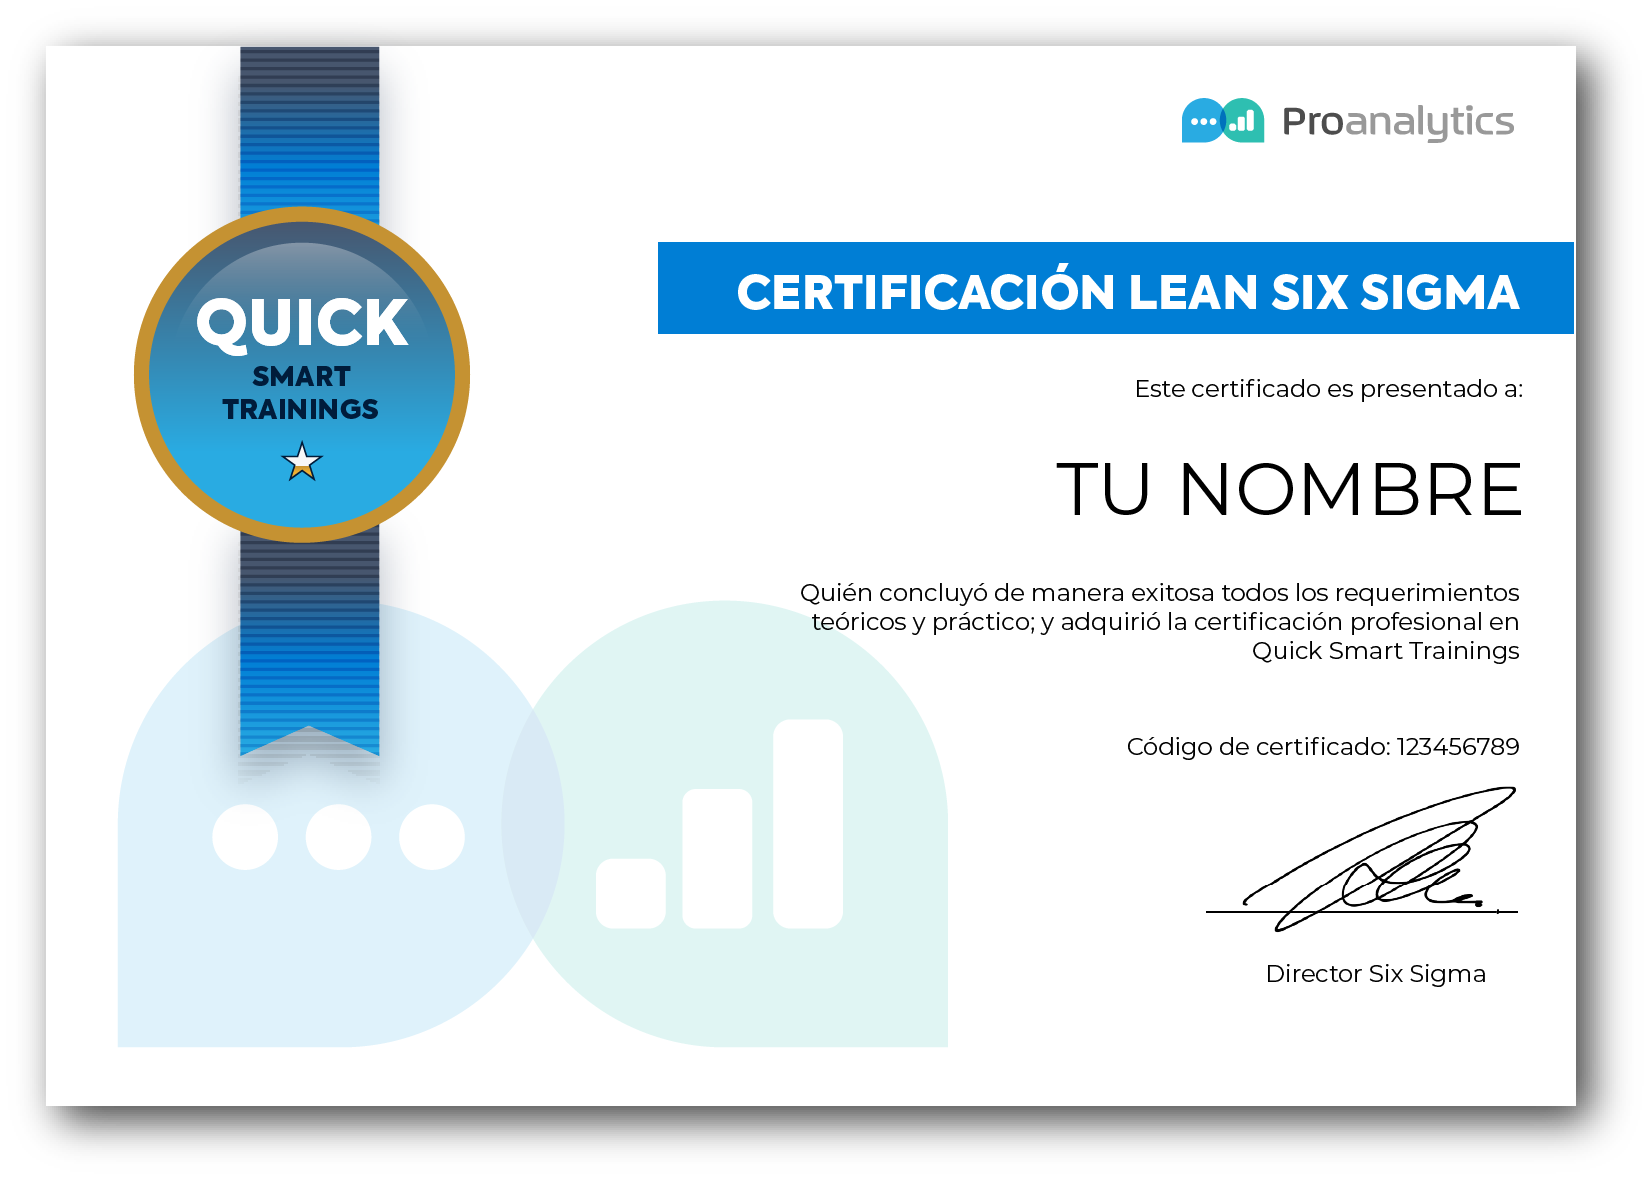 Proanalytics
QUICK
SMART
TRAININGS
CERTIFICACIÓN LEAN SIX SIGMA
Este certificado es presentado a:
TU NOMBRE
Quién concluyó de manera exitosa todos los requerimientos
teóricos y práctico; y adquirió la certificación profesional en
Quick Smart Trainings
Código de certificado: 123456789
Director Six Sigma